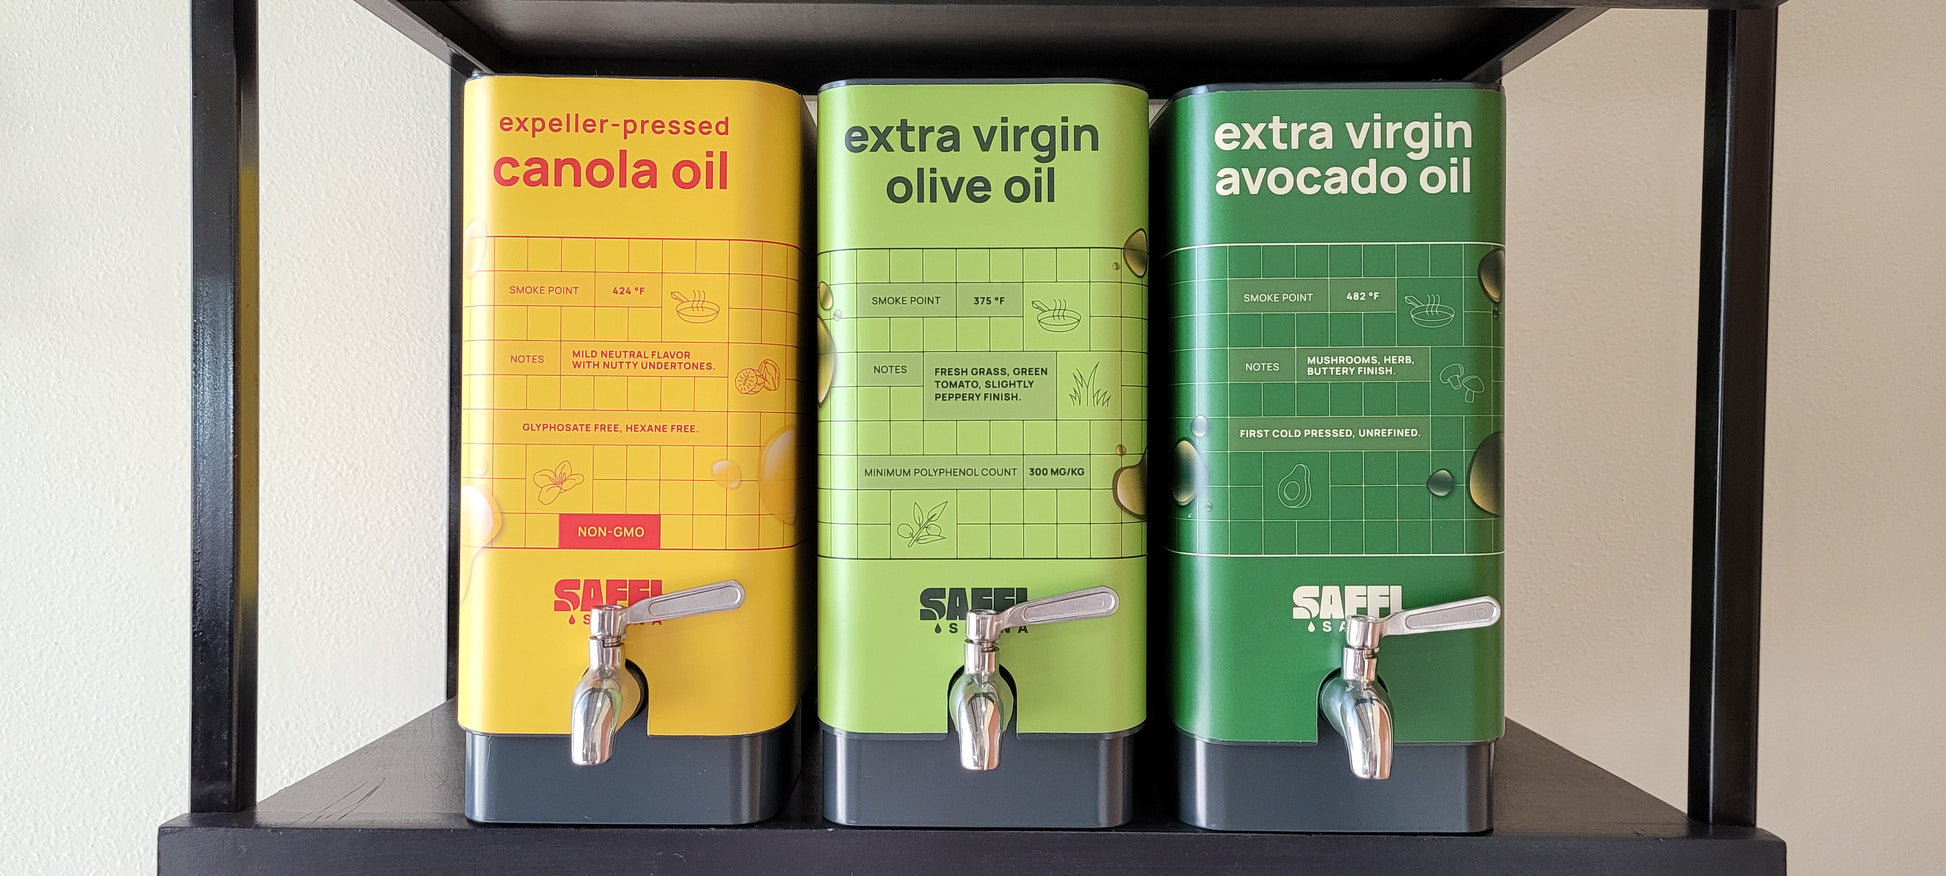 expeller-pressed
canola oil
SMOKE POINT 424 °F
NOTES MILD NEUTRAL FLAVOR
WITH NUTTY UNDERTONES.
GLYPHOSATE FREE, HEXANE FREE.
NON-GMO
SAFFI
extra virgin
olive oil
SMOKE POINT 375 °F
NOTES FRESH GRASS, GREEN
TOMATO, SLIGHTLY
PEPPERY FINISH.
MINIMUM POLYPHENOL COUNT 300 MG/KG
SAFFI
extra virgin
avocado oil
SMOKE POINT 482 °F
NOTES MUSHROOMS, HERB,
BUTTERY FINISH.
FIRST COLD PRESSED, UNREFINED.
SAFFI